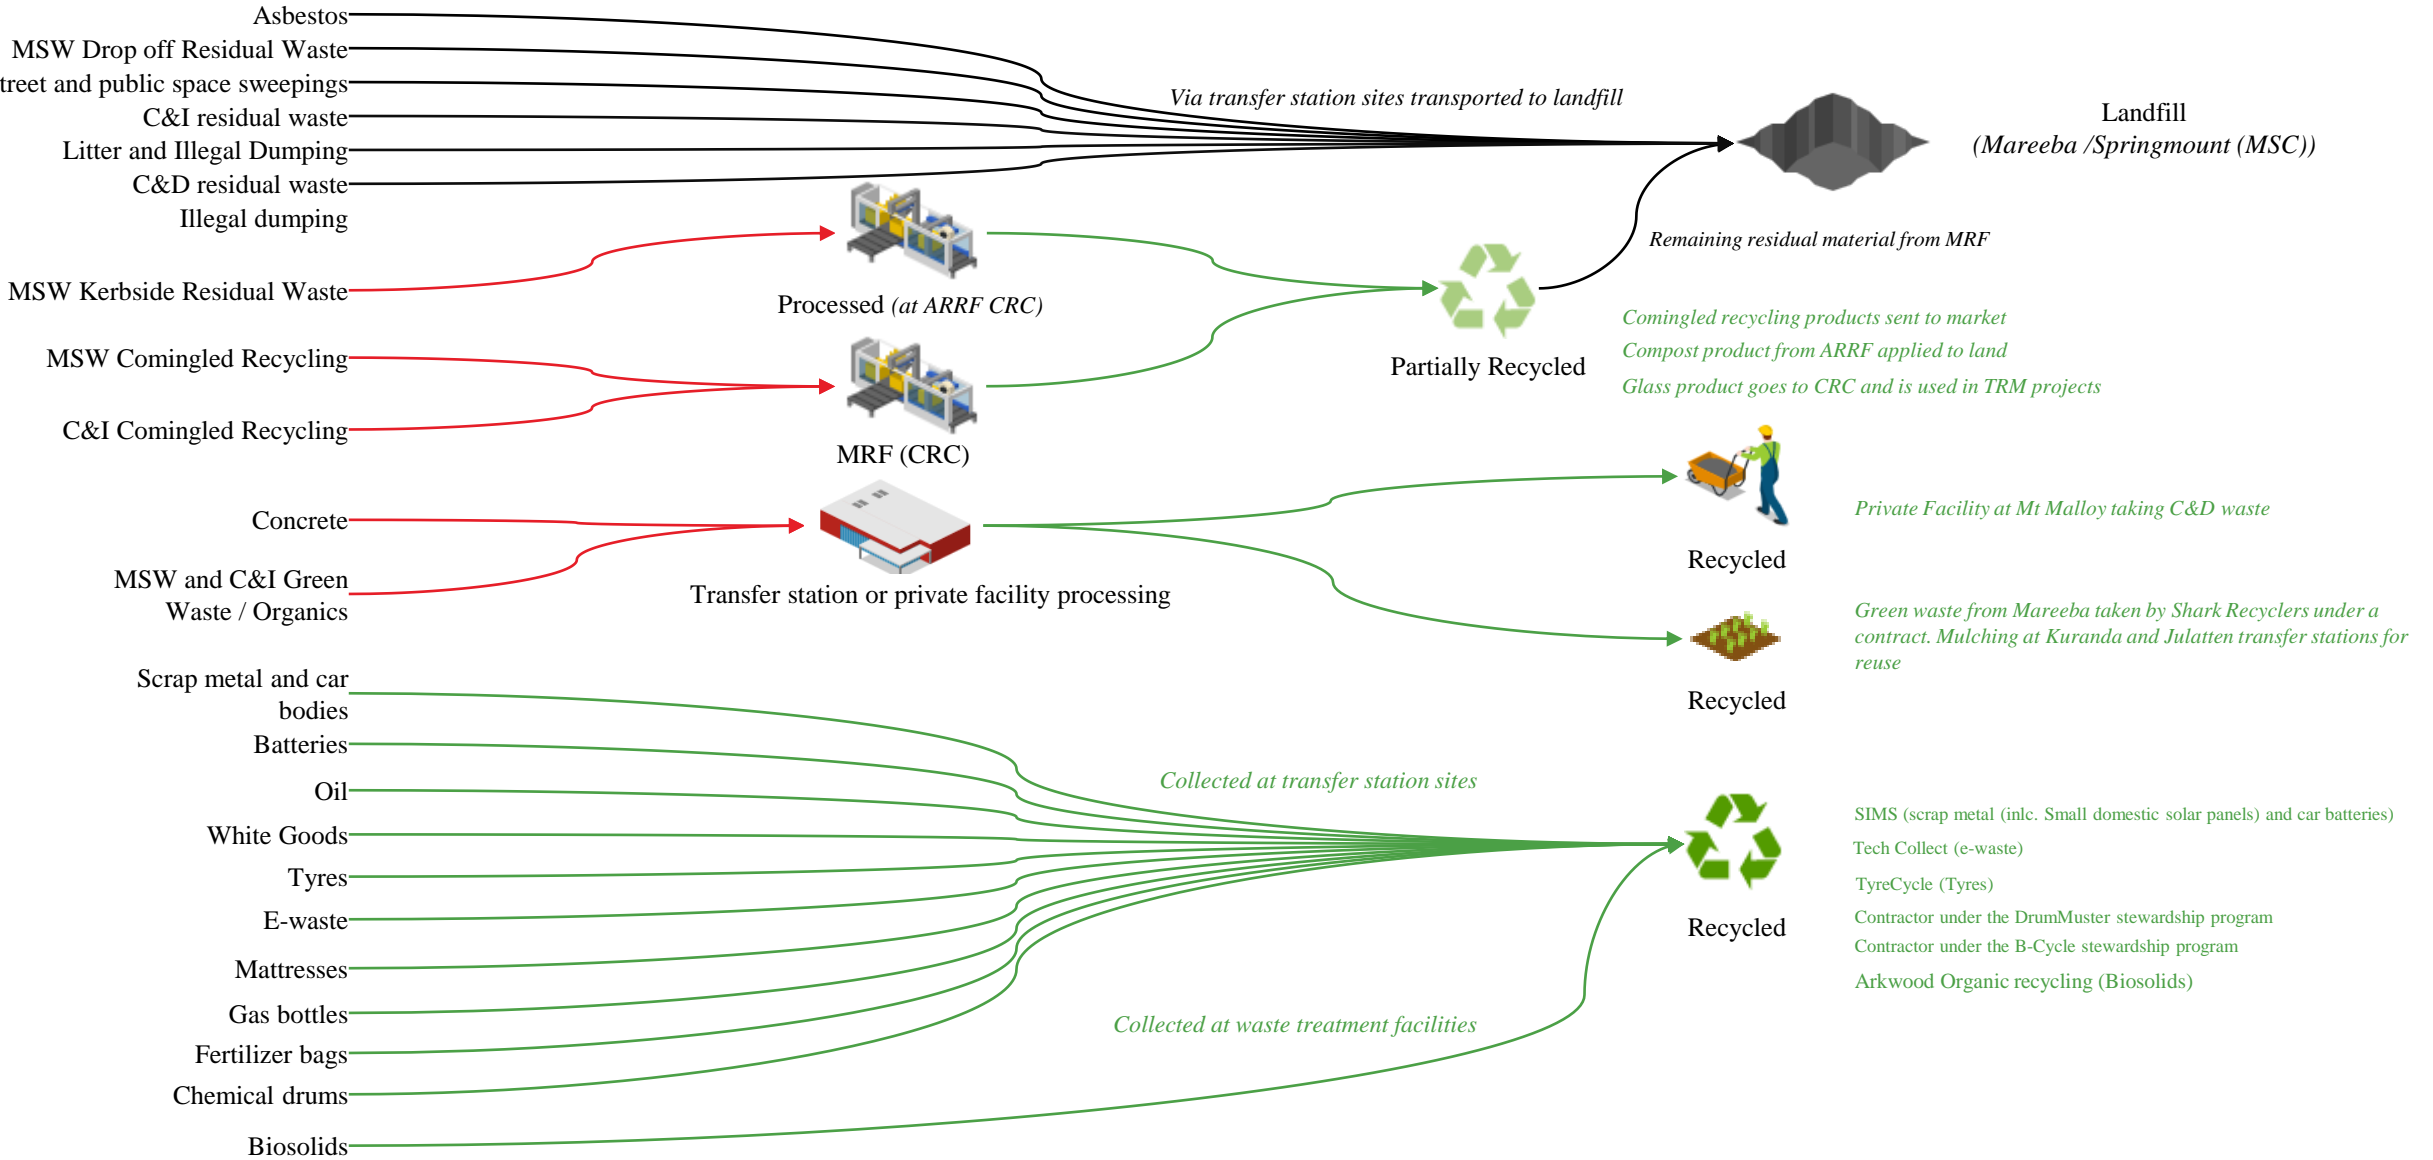 Asbestos
MSW Drop off Residual Waste
treet and public space sweepings
C&I residual waste
Litter and Illegal Dumping
C&D residual waste
Illegal dumping
MSW Kerbside Residual Waste
MSW Comingled Recycling
C&I Comingled Recycling
Concrete
MSW and C&I Green
Waste / Organics
Scrap metal and car
bodies
Batteries
Oil
White Goods
Tyres
E-waste
Mattresses
Gas bottles
Fertilizer bags
Chemical drums
Biosolids
Via transfer station sites transported to landfill
Processed (at ARRF CRC)
MRF (CRC)
Transfer station or private facility processing
Collected at transfer station sites
Collected at waste treatment facilities
Landfill
(Mareeba /Springmount (MSC))
Remaining residual material from MRF
Partially Recycled
Comingled recycling products sent to market
Compost product from ARRF applied to land
Glass product goes to CRC and is used in TRM projects
Recycled
Private Facility at Mt Malloy taking C&D waste
Recycled
Green waste from Mareeba taken by Shark Recyclers under a
contract. Mulching at Kuranda and Julatten transfer stations for
reuse
Recycled
SIMS (scrap metal (inlc. Small domestic solar panels) and car batteries)
Tech Collect (e-waste)
TyreCycle (Tyres)
Contractor under the DrumMuster stewardship program
Contractor under the B-Cycle stewardship program
Arkwood Organic recycling (Biosolids)